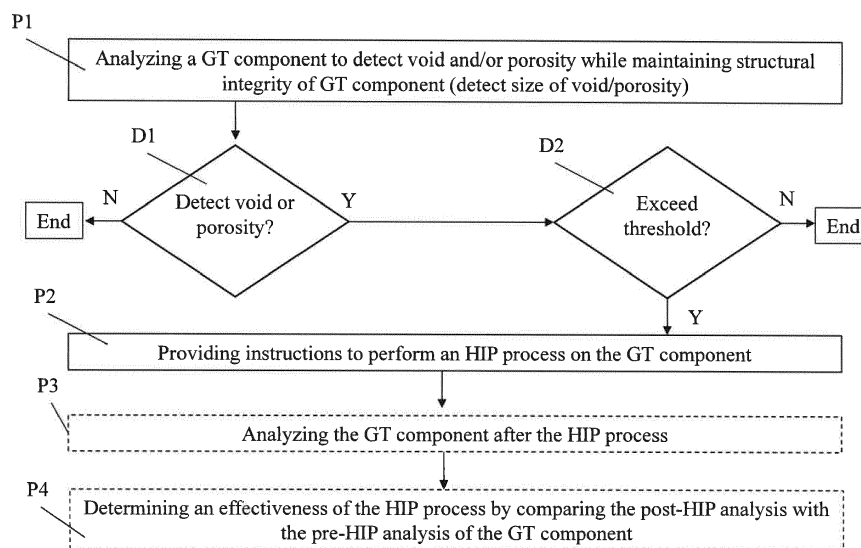 P1
Analyzing a GT component to detect void and/or porosity while maintaining structural
integrity of GT component (detect size of void/porosity)
D1
D2
N
Detect void or
porosity?
Y
Exceed
threshold?
N
End
End
Y
P2
Providing instructions to perform an HIP process on the GT component
P3
Analyzing the GT component after the HIP process
P4
Determining an effectiveness of the HIP process by comparing the post-HIP analysis with
the pre-HIP analysis of the GT component